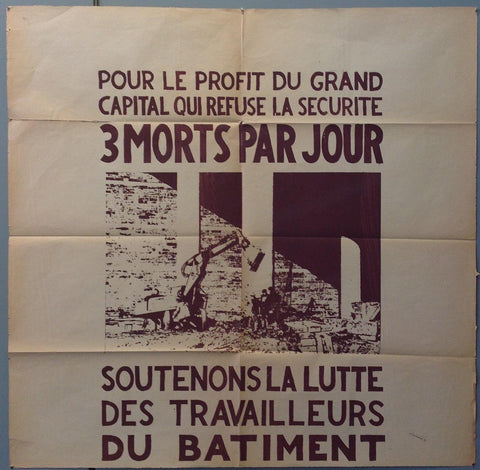 POUR LE PROFIT DU GRAND
CAPITAL QUI REFUSE LA SECURITE
3 MORTS PAR JOUR
SOUTENONS LA LUTTE
DES TRAVAILLEURS
DU BATIMENT